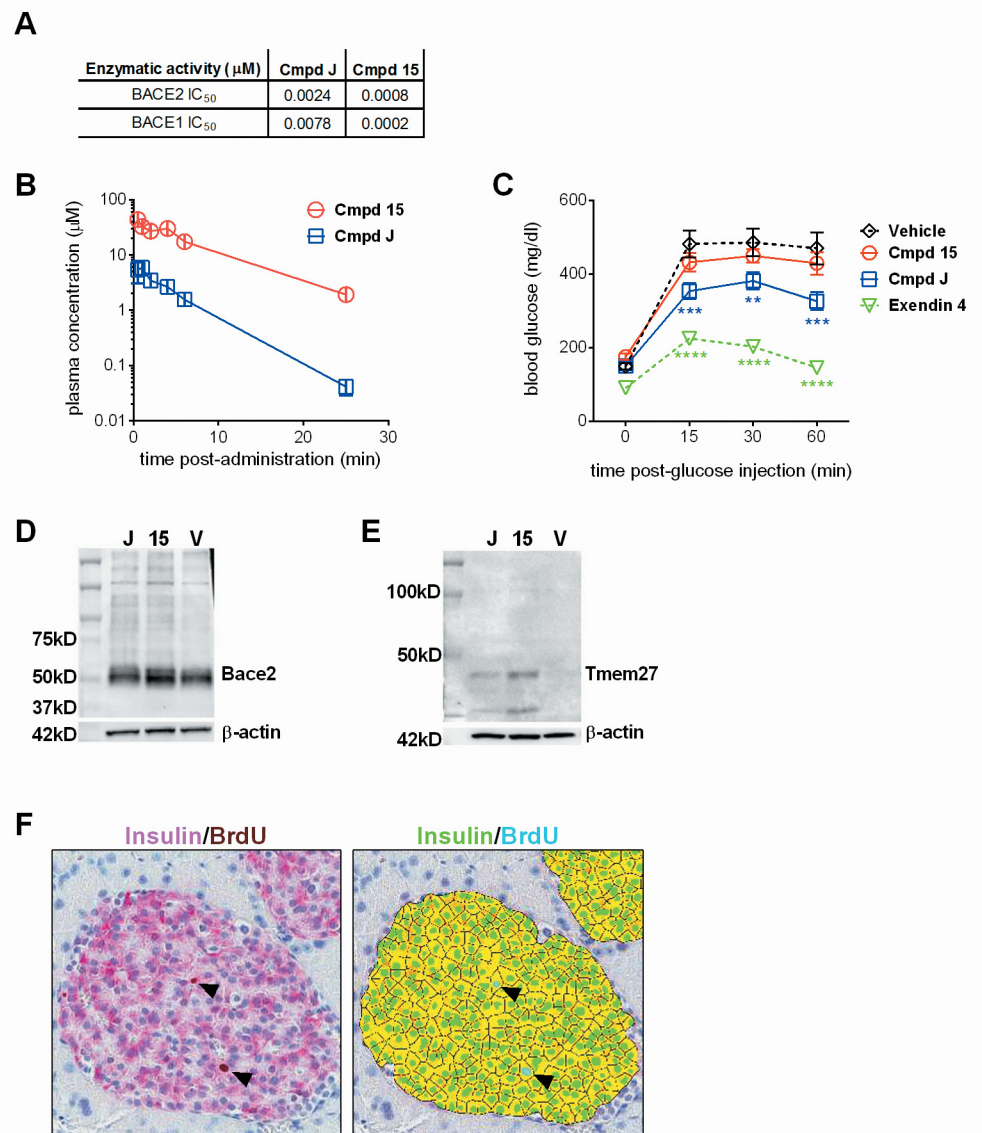 A
Enzymatic activity (μM) Cmpd J Cmpd 15
BACE2 IC50 0.0024 0.0008
BACE1 IC50 0.0078 0.0002
B
plasma concentration (μM)
100
10
1
0.1
0.01
0 10 20 30
time post-administration (min)
Cmpd 15
Cmpd J
C
blood glucose (mg/dl)
600
400
200
0
0 15 30 60
time post-glucose injection (min)
*** ** ***
**** **** ****
Vehicle
Cmpd 15
Cmpd J
Exendin 4
D
J 15 V
75kD
50kD
37kD
42kD
Bace2
β-actin
E
J 15 V
100kD
50kD
42kD
Tmem27
β-actin
F
Insulin/BrdU
Insulin/BrdU